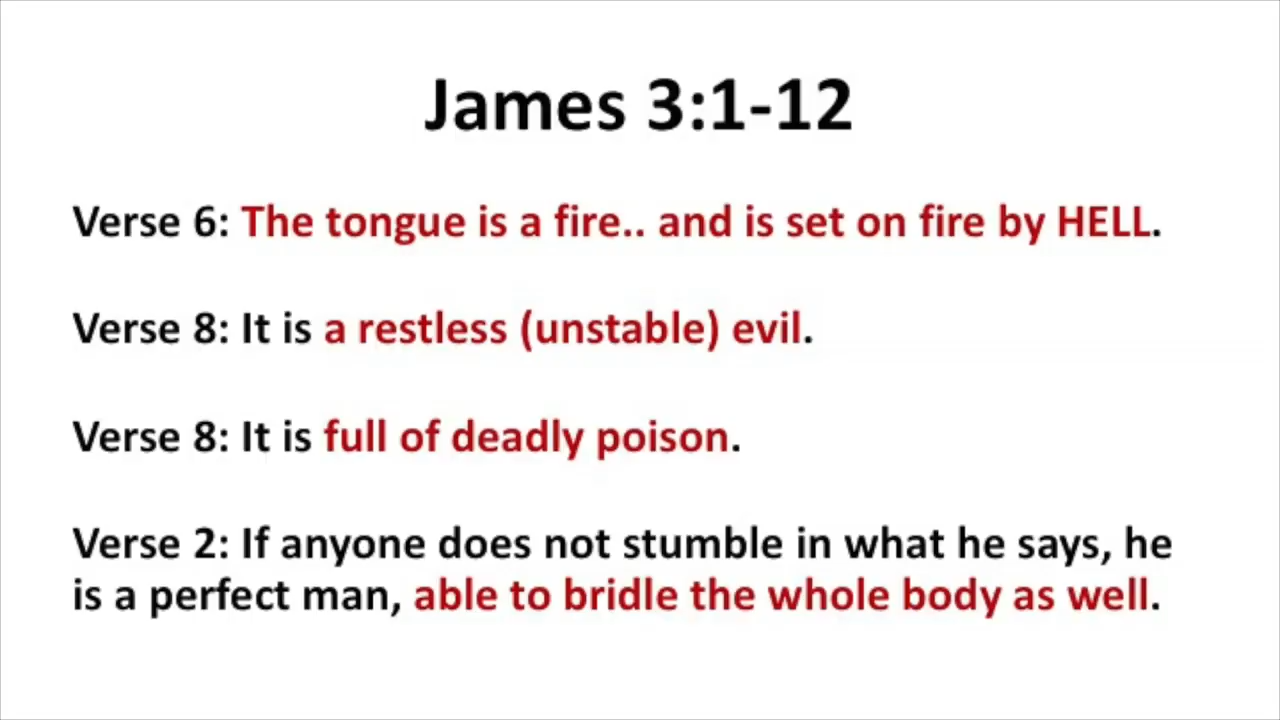 James 3:1-12
Verse 6: The tongue is a fire.. and is set on fire by HELL.
Verse 8: It is a restless (unstable) evil.
Verse 8: It is full of deadly poison.
Verse 2: If anyone does not stumble in what he says, he
is a perfect man, able to bridle the whole body as well.